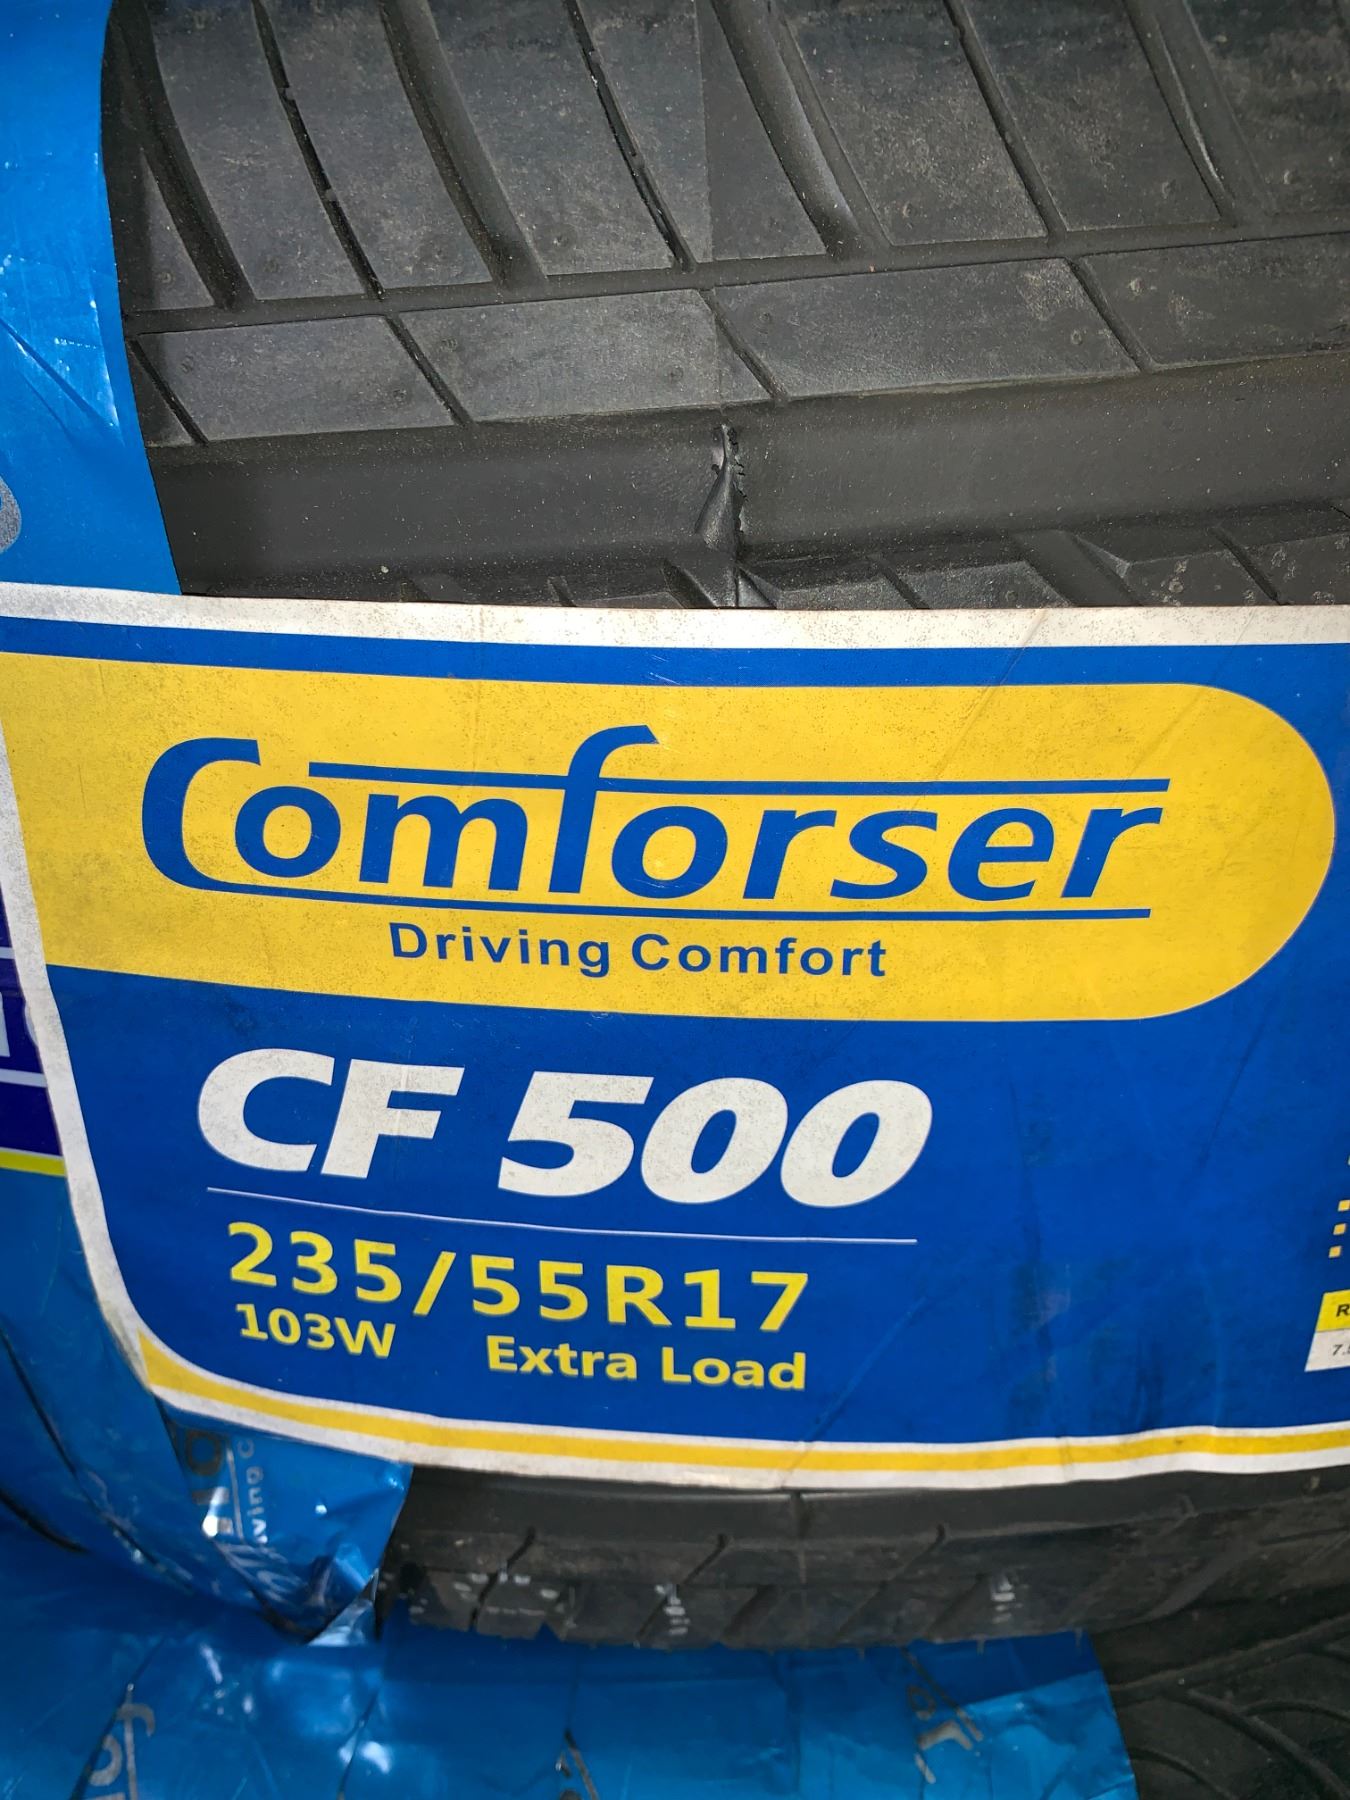 Comforser
Driving Comfort
CF 500
235/55R17
103W Extra Load